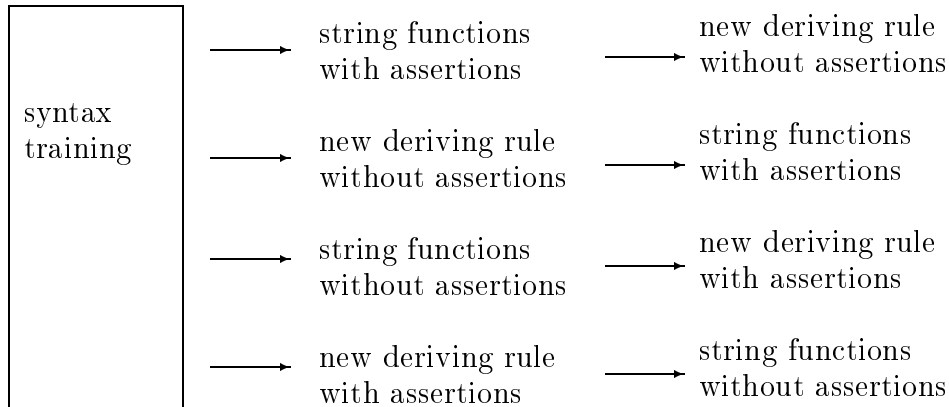 syntax
training
string functions
with assertions
new deriving rule
without assertions
new deriving rule
without assertions
string functions
with assertions
string functions
without assertions
new deriving rule
with assertions
new deriving rule
with assertions
string functions
without assertions